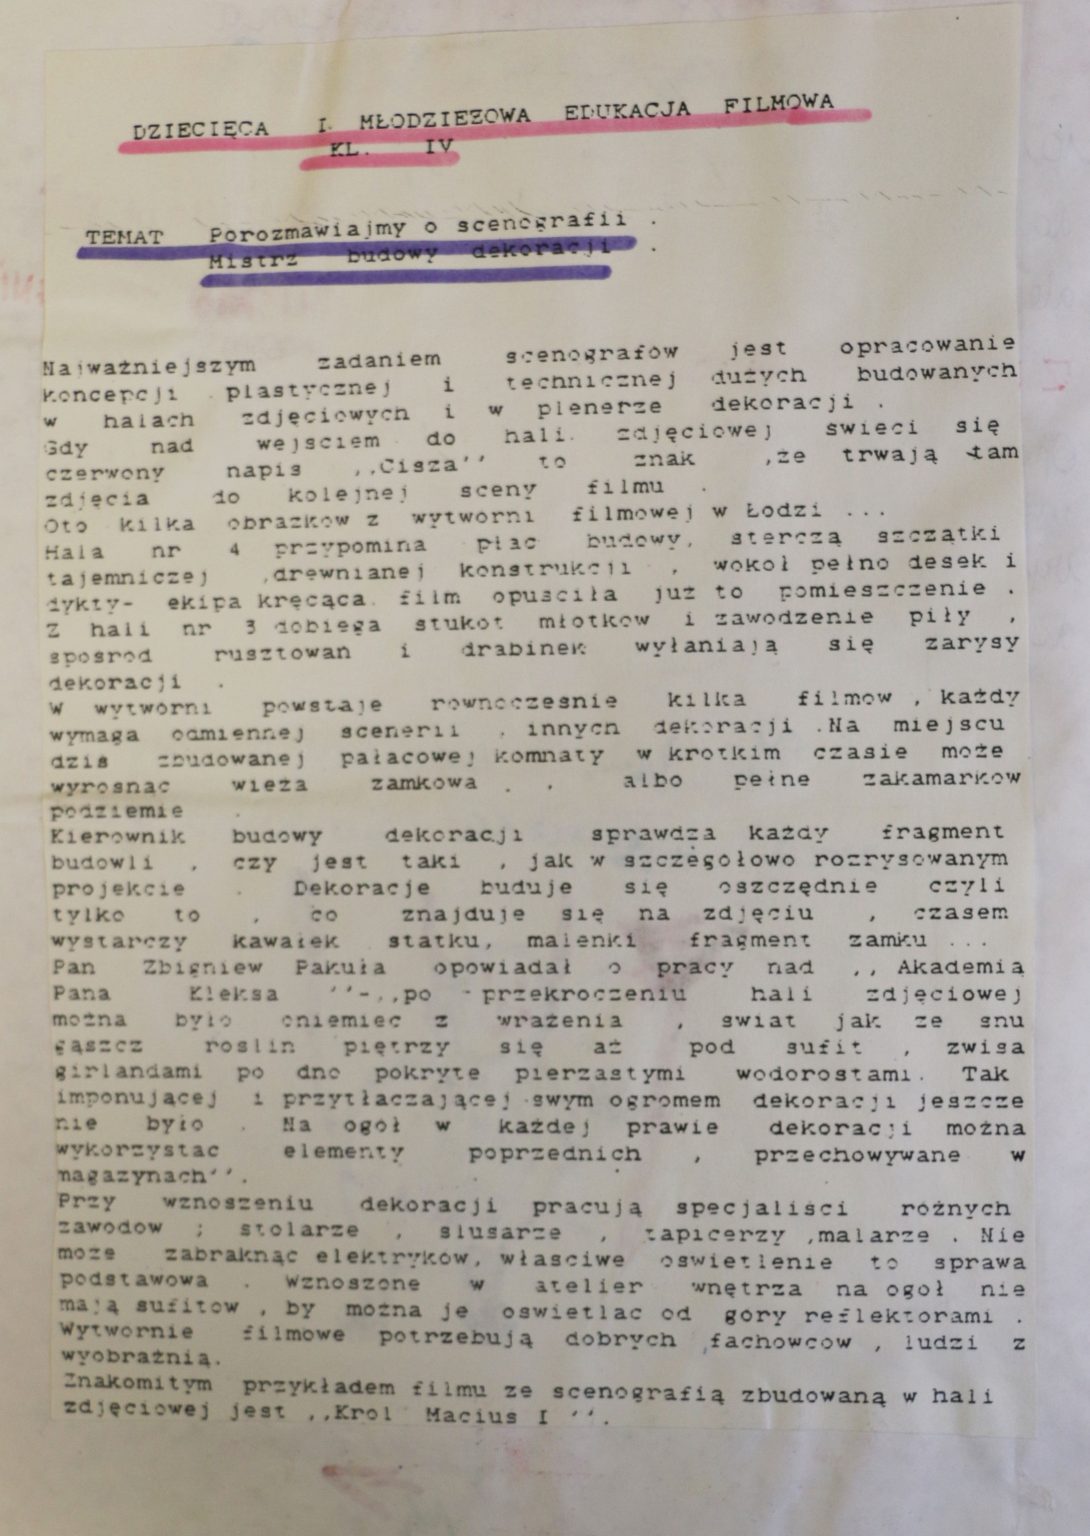 DZIECIĘCA I MŁODZIEŻOWA EDUKACJA FILMOWA
KL. IV
TEMAT Porozmawiajmy o scenografii .
Mistrz budowy dekoracji .
Najważniejszym zadaniem scenografów jest opracowanie
koncepcji plastycznej i technicznej dużych budowanych
w halach zdjęciowych i w plenerze dekoracji .
Gdy nad wejsciem do hali zdjęciowej swieci się
czerwony napis ,,Cisza'' to znak ,że trwają tam
zdjęcia do kolejnej sceny filmu .
Oto kilka obrazkow z wytworni filmowej w Łodzi ...
Hala nr 4 przypomina plac budowy, sterczą szczątki
tajemniczej ,drewnianej konstrukcji , wokoł pełno desek i
dykty- ekipa kręcąca film opusciła już to pomieszczenie .
Z hali nr 3 dobiega stukot młotkow i zawodzenie piły ,
sposrod rusztowan i drabinek wyłaniają się zarysy
dekoracji .
W wytworni powstaje rownoczesnie kilka filmow , każdy
wymaga odmiennej scenerii , innych dekoracji .Na miejscu
dzis zbudowanej pałacowej komnaty w krotkim czasie może
wyrosnąc wieża zamkowa , albo pełne zakamarkow
podziemie .
Kierownik budowy dekoracji sprawdza każdy fragment
budowli , czy jest taki , jak w szczegołowo rozrysowanym
projekcie . Dekoracje buduje się oszczędnie czyli
tylko to , co znajduje się na zdjęciu , czasem
wystarczy kawałek statku, malenki fragment zamku ...
Pan Zbigniew Pakuła opowiadał o pracy nad ,, Akademia
Pana Kleksa ''-,,po przekroczeniu hali zdjęciowej
można było oniemiec z wrażenia , swiat jak ze snu
gąszcz roslin piętrzy się aż pod sufit , zwisa
girlandami po dno pokryte pierzastymi wodorostami. Tak
imponującej i przytłaczającej swym ogromem dekoracji jeszcze
nie było . Na ogoł w każdej prawie dekoracji można
wykorzystac elementy poprzednich , przechowywane w
magazynach''.
Przy wznoszeniu dekoracji pracują specjalisci rożnych
zawodow ; stolarze , slusarze , tapicerzy ,malarze . Nie
może zabraknąc elektryków, własciwe oswietlenie to sprawa
podstawowa . Wznoszone w atelier wnętrza na ogoł nie
mają sufitow , by można je oswietlac od gory reflektorami .
Wytwornie filmowe potrzebują dobrych ,fachowcow , ludzi z
wyobraźnią.
Znakomitym przykładem filmu ze scenografią zbudowaną w hali
zdjęciowej jest ,,Krol Macius I ''.